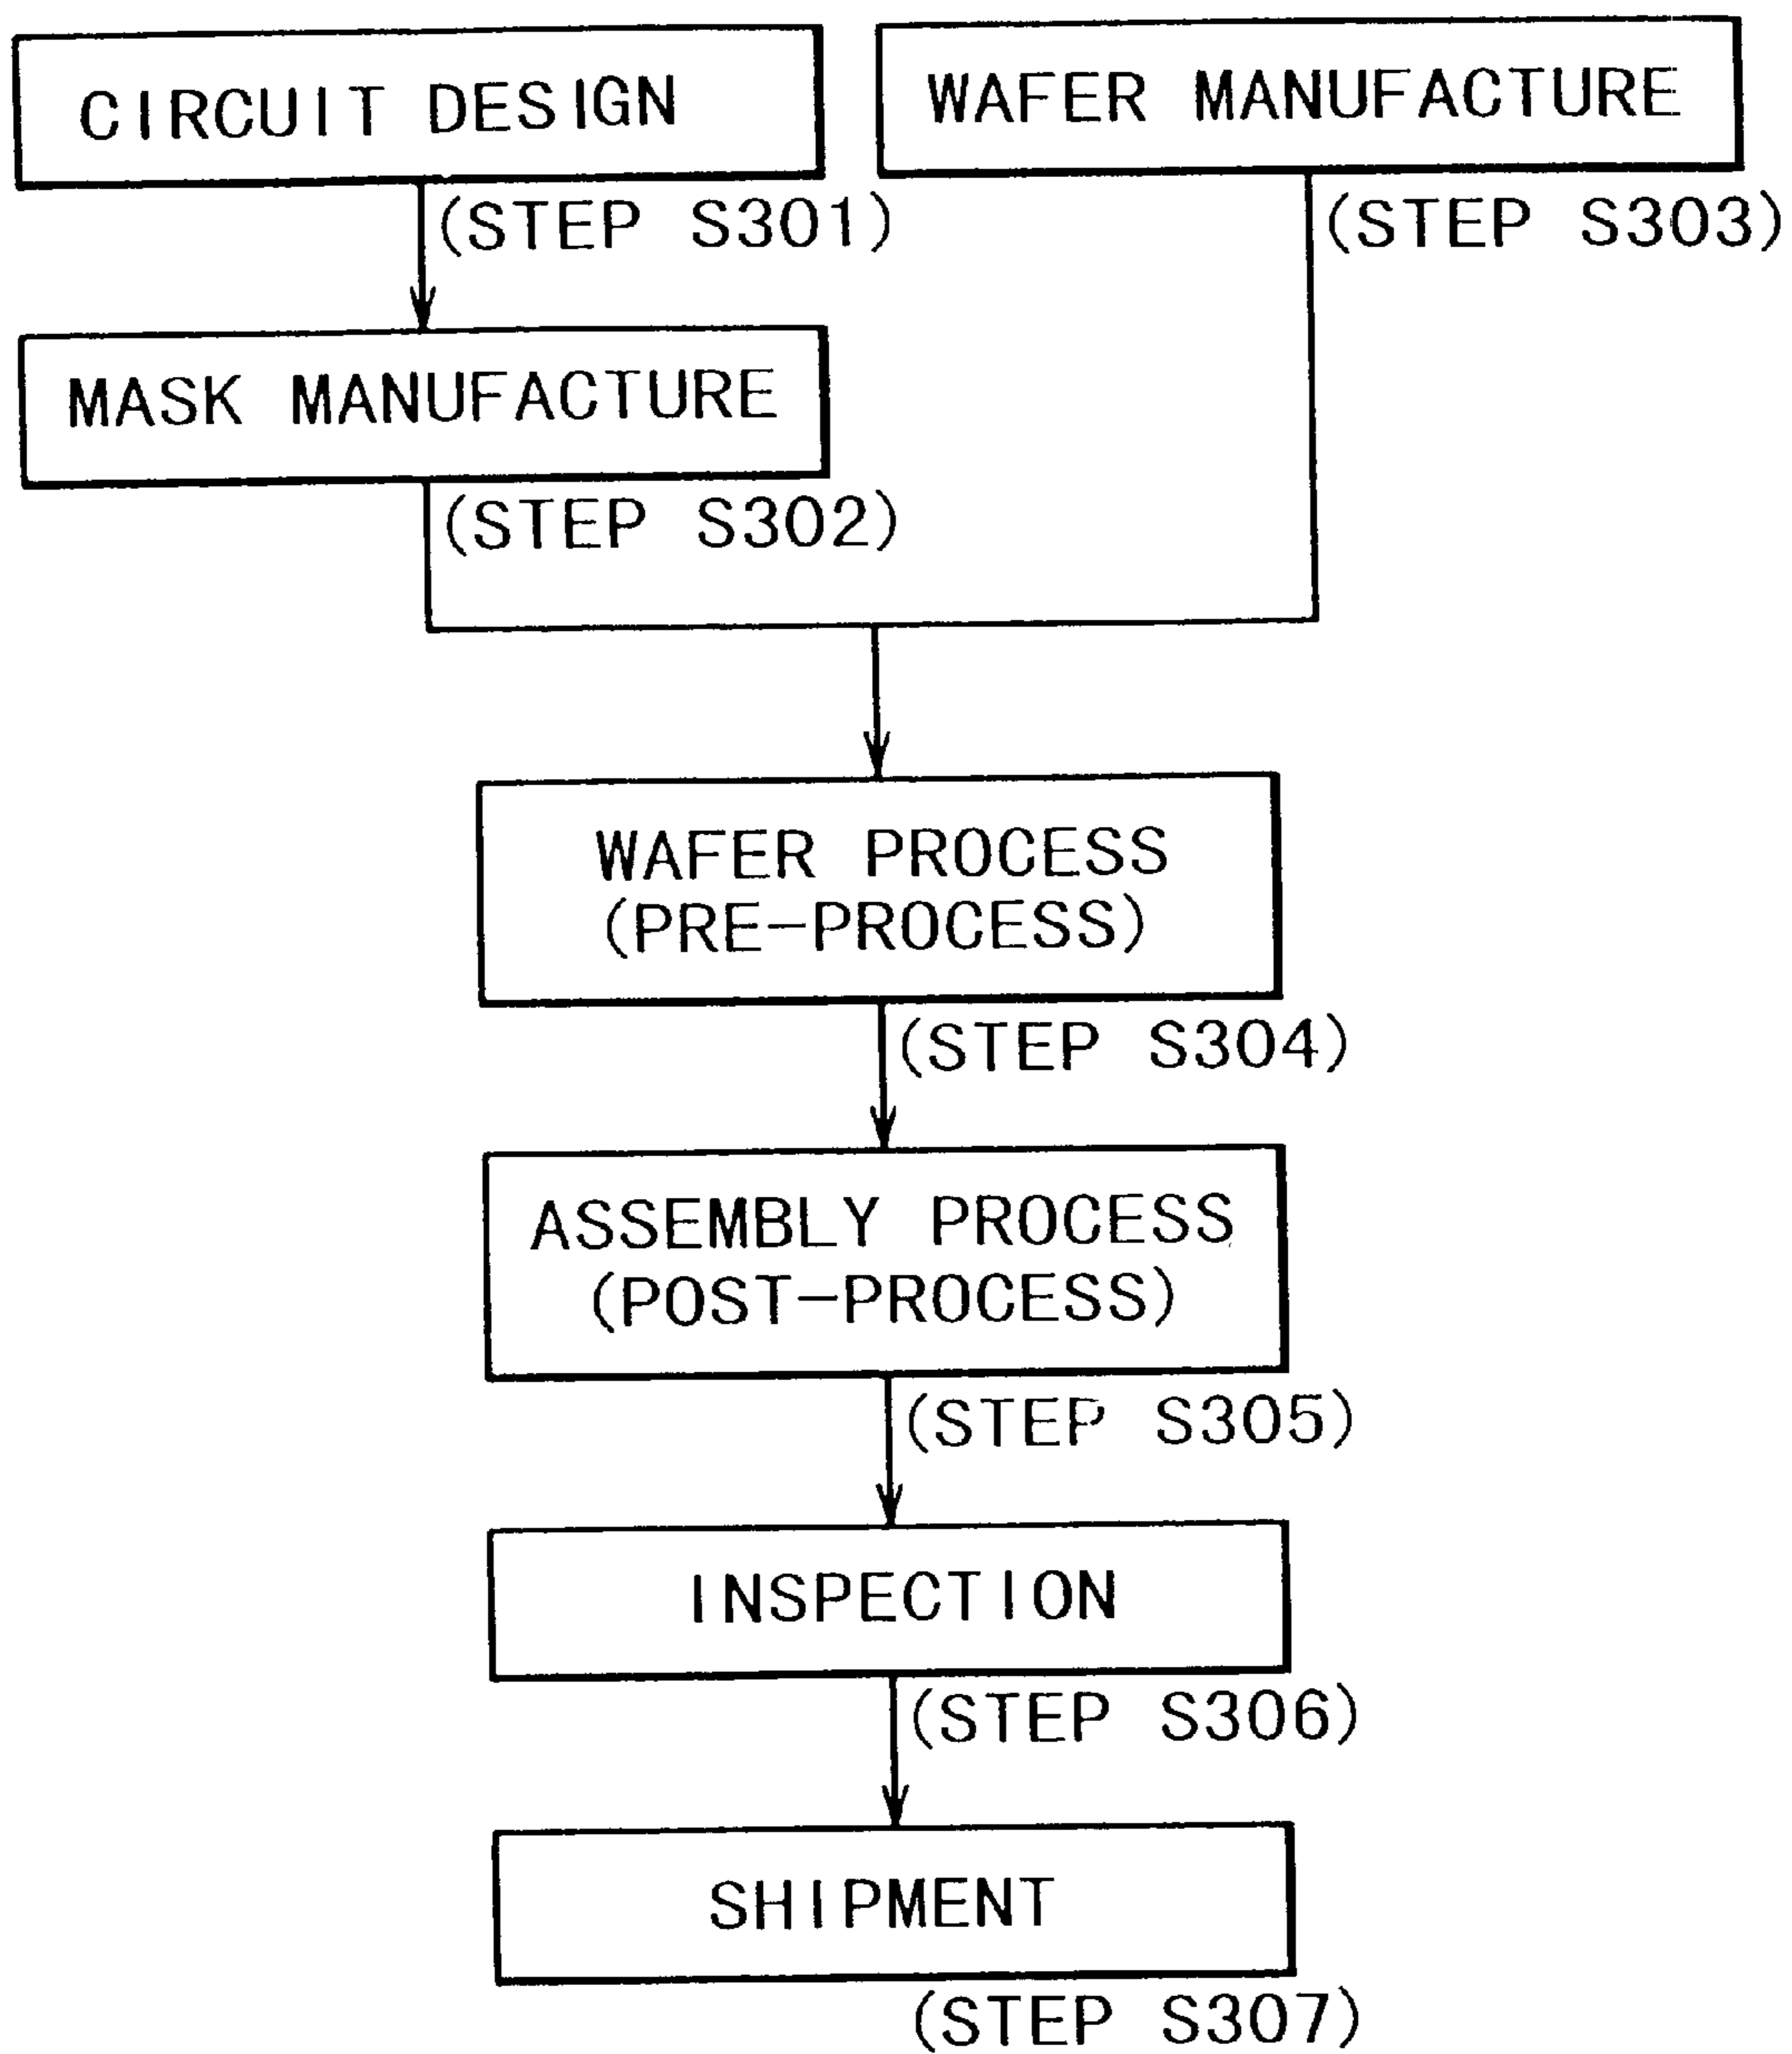 CIRCUIT DESIGN
WAFER MANUFACTURE
(STEP S301)
(STEP S303)
MASK MANUFACTURE
(STEP S302)
WAFER PROCESS
(PRE-PROCESS)
(STEP S304)
ASSEMBLY PROCESS
(POST-PROCESS)
(STEP S305)
INSPECTION
(STEP S306)
SHIPMENT
(STEP S307)